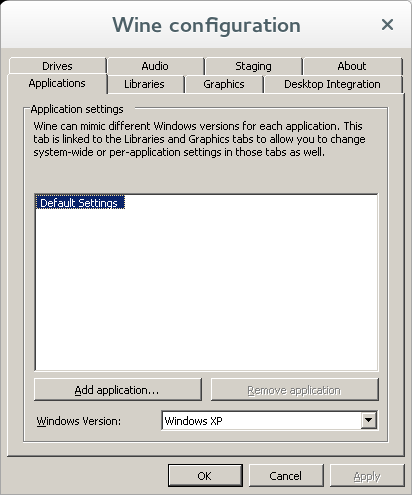 Wine configuration
Drives
Audio
Staging
About
Applications
Libraries
Graphics
Desktop Integration
Application settings
Wine can mimic different Windows versions for each application. This
tab is linked to the Libraries and Graphics tabs to allow you to change
system-wide or per-application settings in those tabs as well.
Default Settings
Add application...
Remove application
Windows Version:
Windows XP
OK
Cancel
Apply